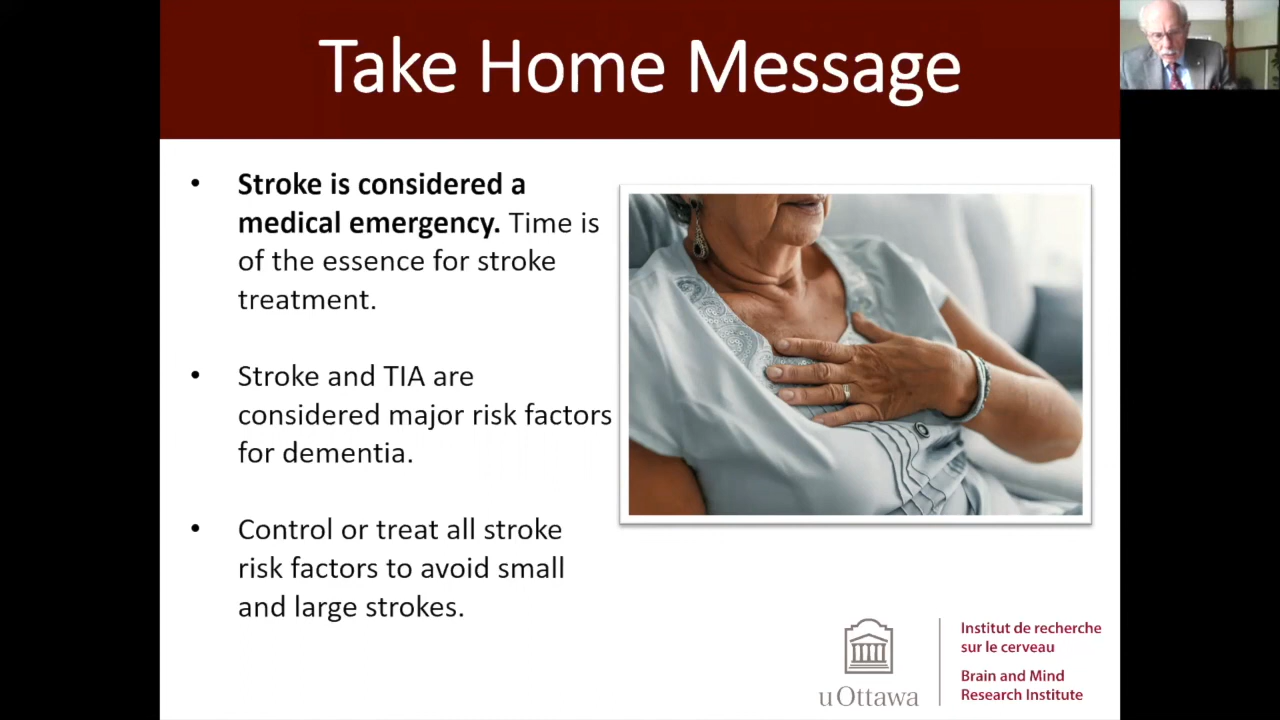 Take Home Message
• Stroke is considered a
medical emergency. Time is
of the essence for stroke
treatment.
• Stroke and TIA are
considered major risk factors
for dementia.
• Control or treat all stroke
risk factors to avoid small
and large strokes.
uOttawa
Institut de recherche
sur le cerveau
Brain and Mind
Research Institute